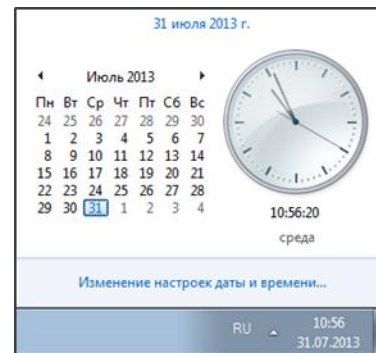 31 июля 2013 г.
Июль 2013
Пн Вт Ср Чт Пт Сб Вс
24 25 26 27 28 29 30
1 2 3 4 5 6 7
8 9 10 11 12 13 14
15 16 17 18 19 20 21
22 23 24 25 26 27 28
29 30 31 1 2 3 4
10:56:20
среда
Изменение настроек даты и времени...
RU 10:56
31.07.2013